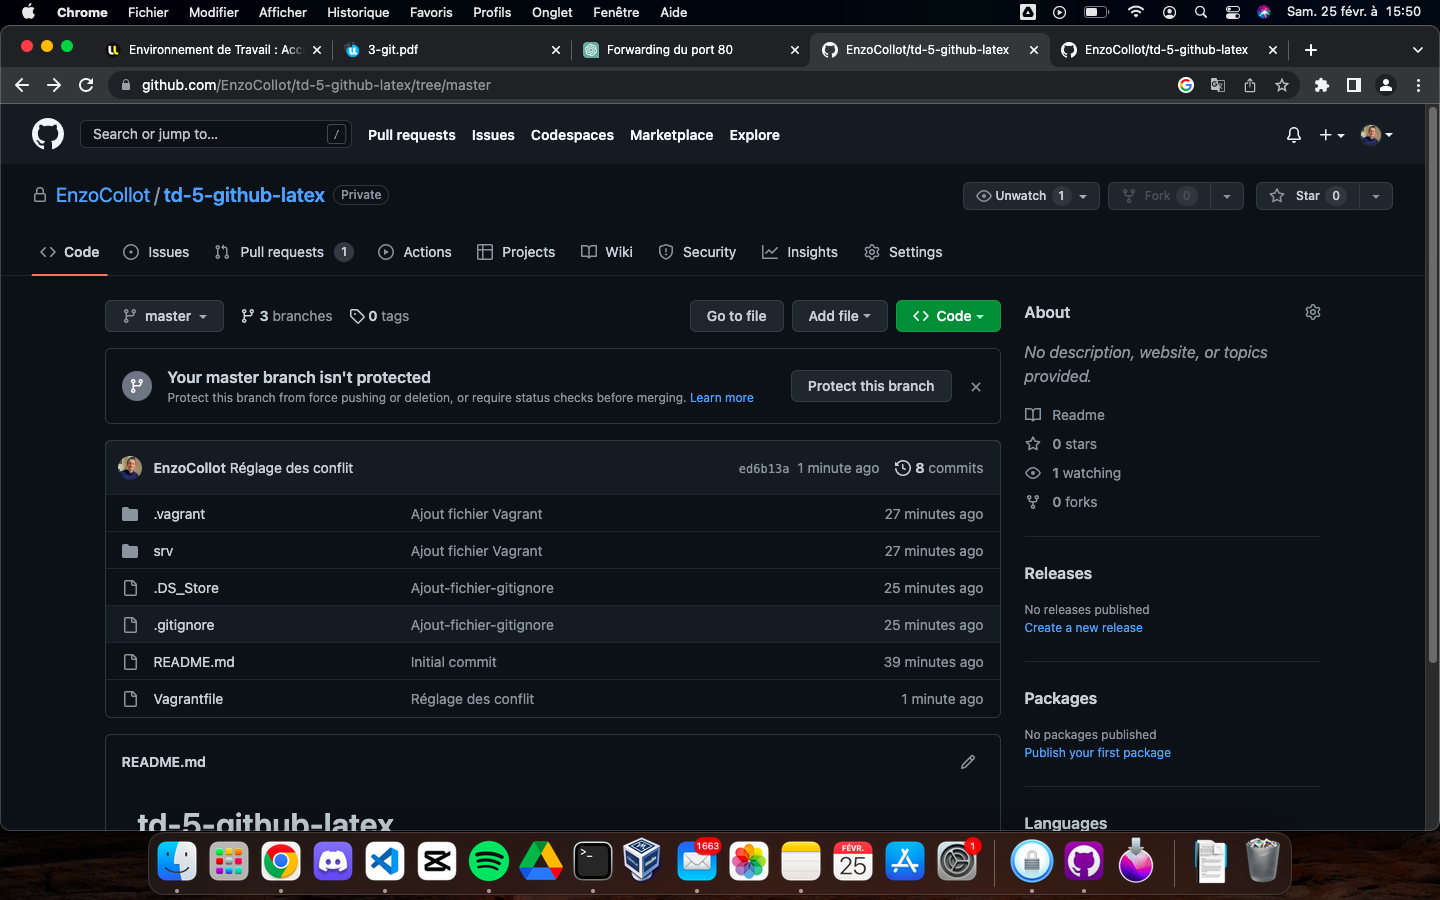 Chrome Fichier Modifier Afficher Historique Favoris Profils Onglet Fenêtre Aide Sam. 25 févr. à 15:50
Environnement de Travail : Acc 3-git.pdf Forwarding du port 80 EnzoCollot/td-5-github-latex EnzoCollot/td-5-github-latex
github.com/EnzoCollot/td-5-github-latex/tree/master
Search or jump to... / Pull requests Issues Codespaces Marketplace Explore
EnzoCollot / td-5-github-latex Private Unwatch 1 Fork 0 Star 0
Code Issues Pull requests 1 Actions Projects Wiki Security Insights Settings
master 3 branches 0 tags Go to file Add file Code
Your master branch isn't protected
Protect this branch from force pushing or deletion, or require status checks before merging. Learn more
Protect this branch
EnzoCollot Réglage des conflit ed6b13a 1 minute ago 8 commits
.vagrant Ajout fichier Vagrant 27 minutes ago
srv Ajout fichier Vagrant 27 minutes ago
.DS_Store Ajout-fichier-gitignore 25 minutes ago
.gitignore Ajout-fichier-gitignore 25 minutes ago
README.md Initial commit 39 minutes ago
Vagrantfile Réglage des conflit 1 minute ago
README.md
td-5-github-latex
About
No description, website, or topics
provided.
Readme
0 stars
1 watching
0 forks
Releases
No releases published
Create a new release
Packages
No packages published
Publish your first package
Languages
1663
FÉVR.
25
1